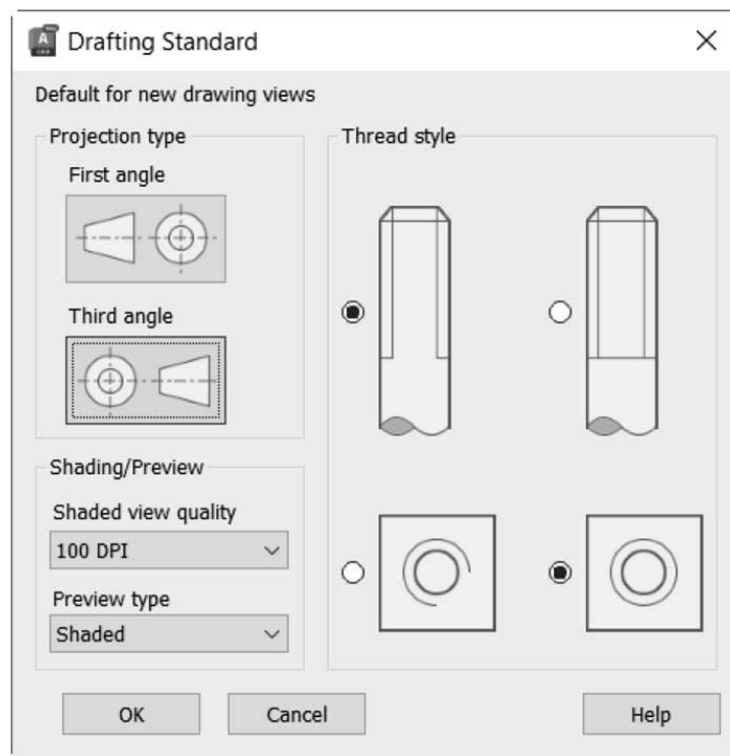 Drafting Standard
Default for new drawing views
Projection type
First angle
Third angle
Thread style
Shading/Preview
Shaded view quality
100 DPI
Preview type
Shaded
OK
Cancel
Help